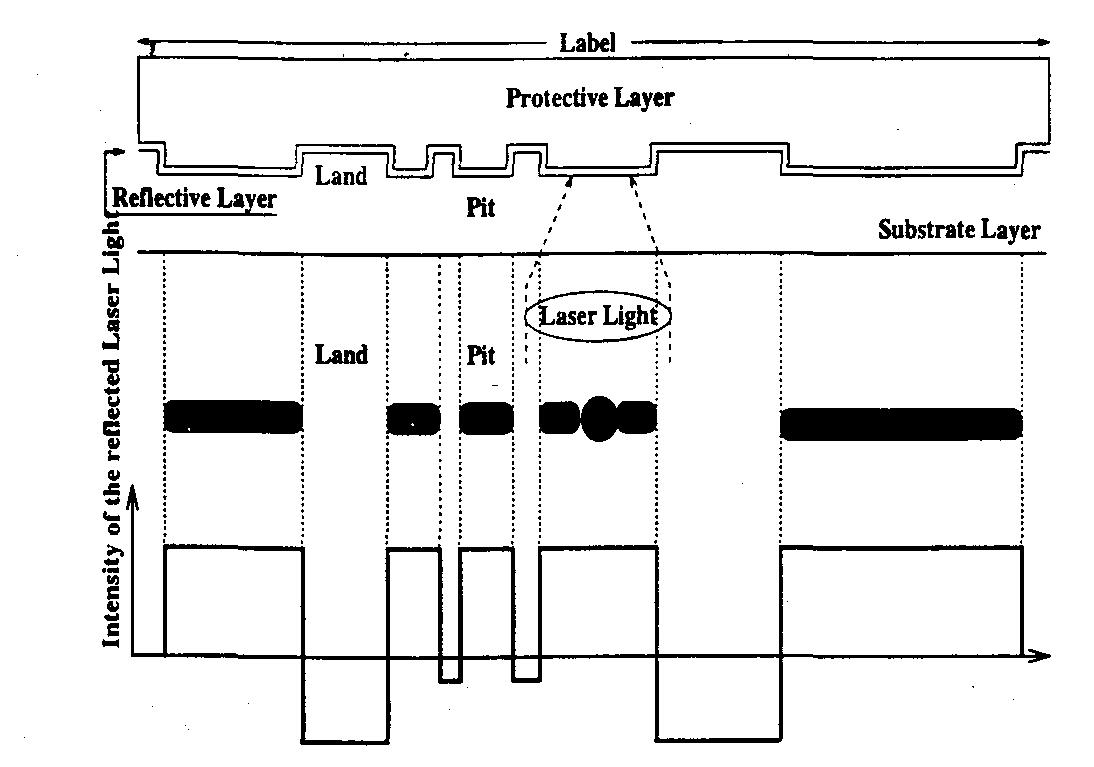 Label
Protective Layer
Land
Reflective Layer
Pit
Substrate Layer
Laser Light
Land
Pit
Intensity of the reflected Laser Light